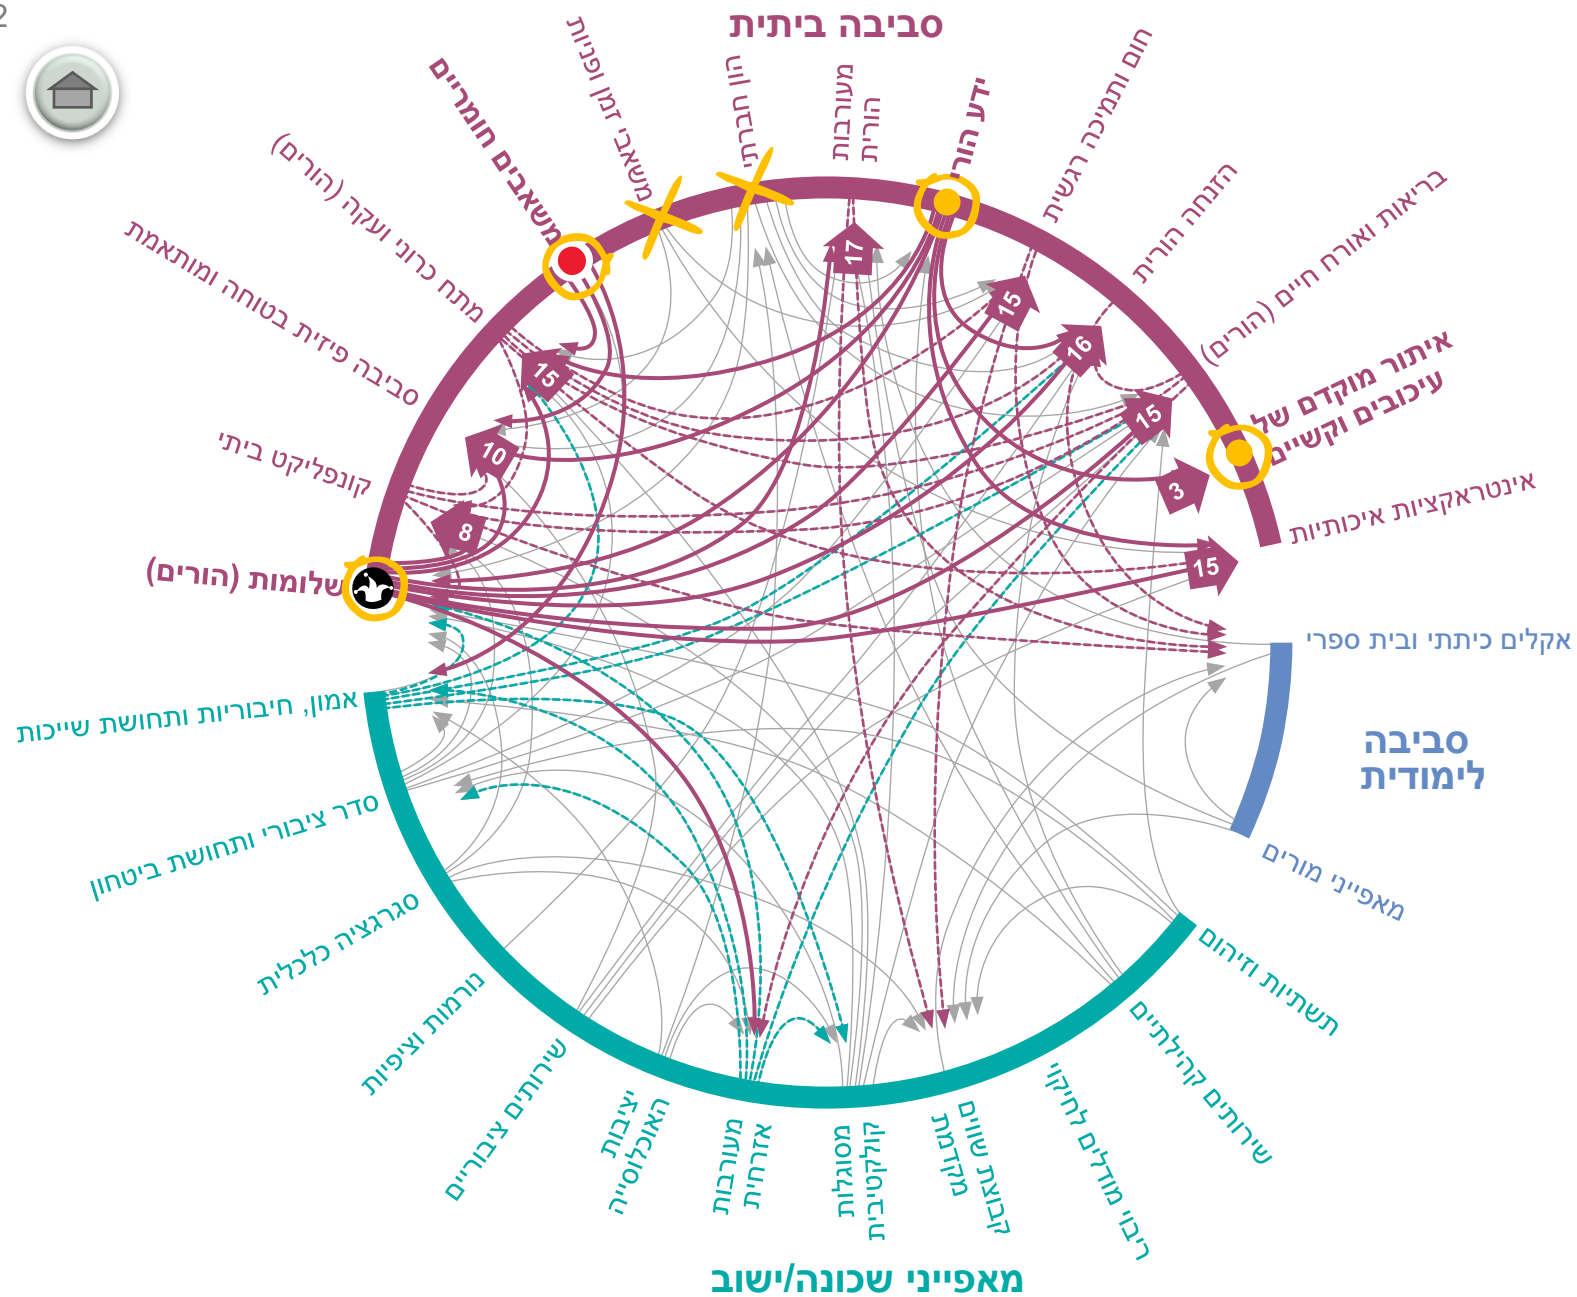 2
סביבה ביתית
משאבים חומריים
משאבי זמן ופניות
הון חברתי
מעורבות
הורית
ידע הורי
חום ותמיכה רגשית
הזנחה הורית
בריאות ואורח חיים (הורים)
איתור מוקדם של
עיכובים וקשיים
אינטראקציות איכותיות
מתח כרוני ועקה (הורים)
סביבה פיזית בטוחה ומותאמת
קונפליקט ביתי
שלומות (הורים)
17
15
16
15
3
15
15
10
8
אקלים כיתתי ובית ספרי
סביבה
לימודית
מאפייני מורים
אמון, חיבוריות ותחושת שייכות
סדר ציבורי ותחושת ביטחון
סגרגציה כלכלית
נורמות וציפיות
שירותים ציבוריים
יציבות
האוכלוסייה
מעורבות
אזרחית
מסוגלות
קולקטיבית
קבוצת שווים
מקדמת
ריבוי מודלים לחיקוי
שירותים קהילתיים
תשתיות וזיהום
מאפייני שכונה/ישוב